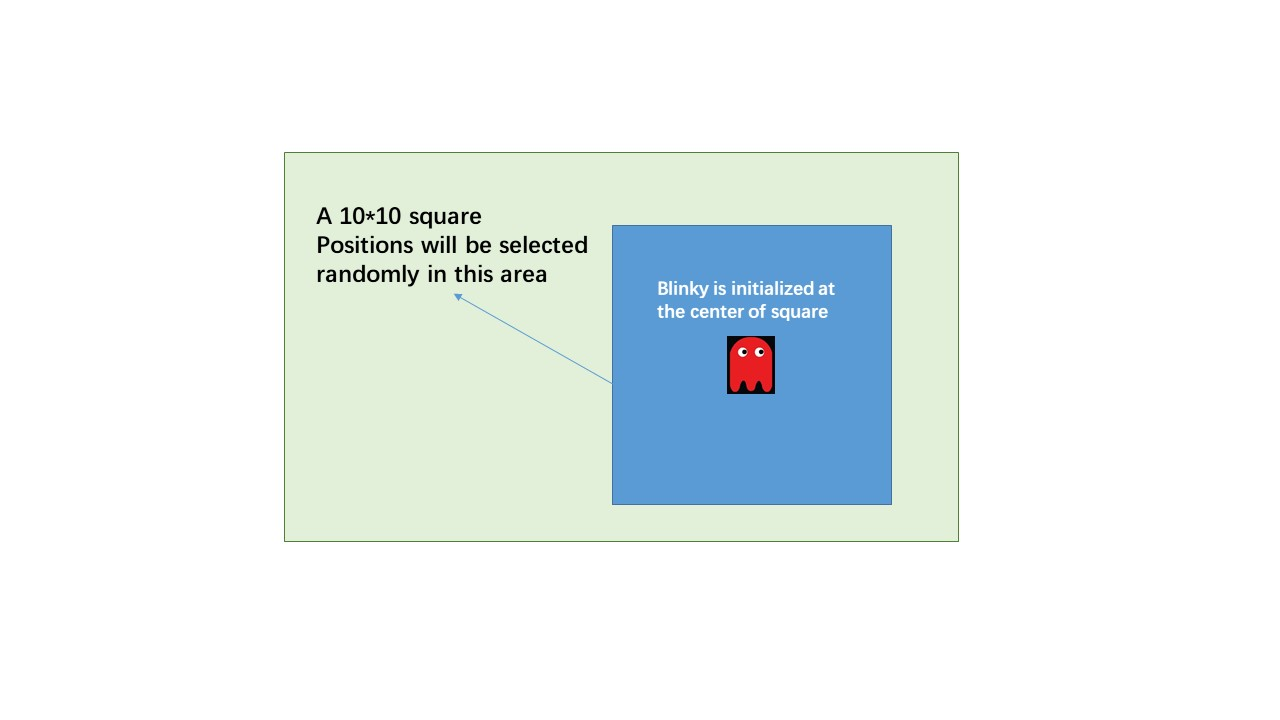 A 10*10 square
Positions will be selected
randomly in this area
Blinky is initialized at
the center of square